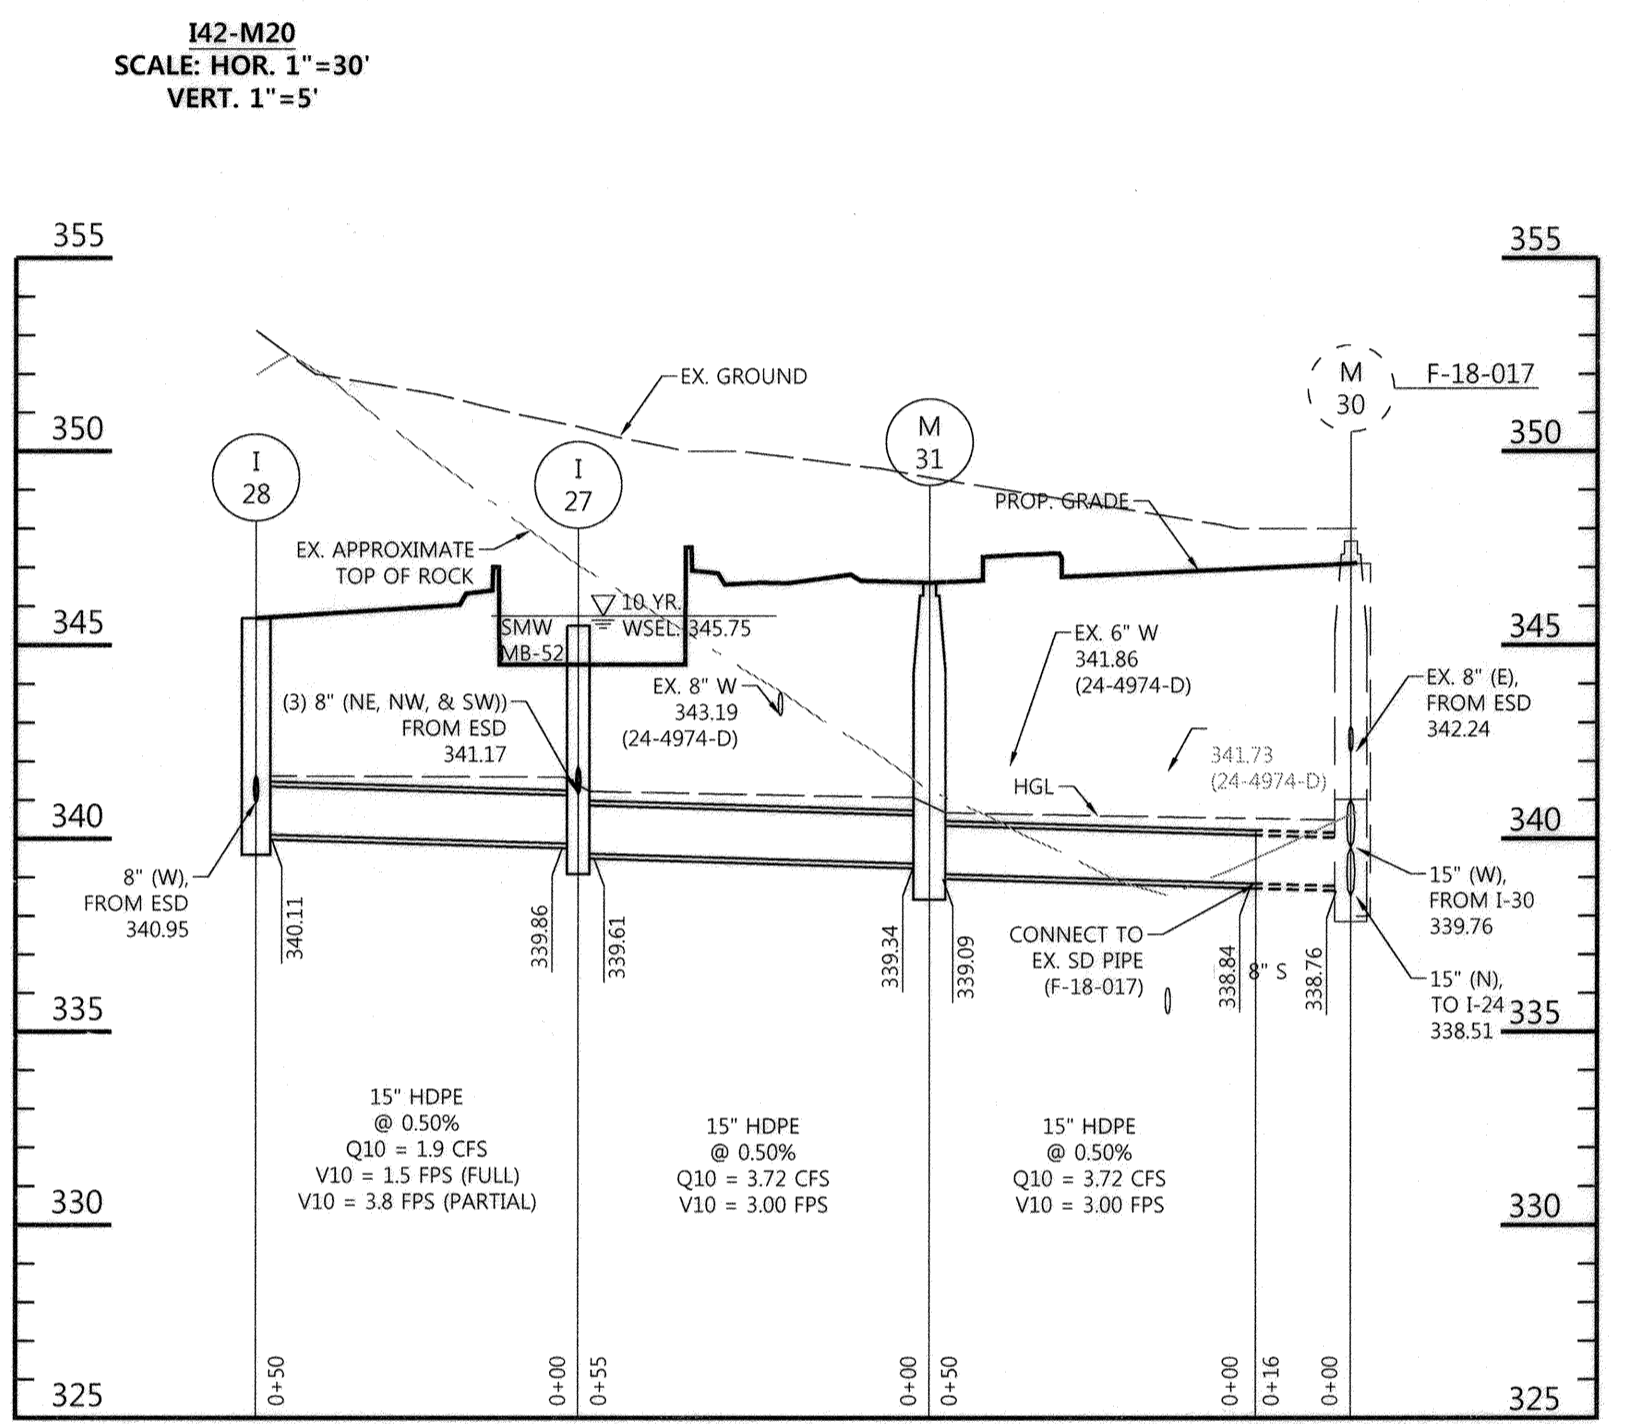 I42-M20
SCALE: HOR. 1"=30'
VERT. 1"=5'
355
355
350
350
345
345
340
340
335
335
330
330
325
325
EX. GROUND
M
30
F-18-017
I
28
I
27
M
31
PROP. GRADE
EX. APPROXIMATE
TOP OF ROCK
10 YR.
WSEL: 345.75
SMW
MB-52
EX. 6" W
341.86
(24-4974-D)
EX. 8" (E),
FROM ESD
342.24
(3) 8" (NE, NW, & SW))
FROM ESD
341.17
EX. 8" W
343.19
(24-4974-D)
341.73
(24-4974-D)
HGL
8" (W),
FROM ESD
340.95
340.11
339.86
339.61
339.34
339.09
CONNECT TO
EX. SD PIPE
(F-18-017)
338.84
8" S
338.76
15" (W),
FROM I-30
339.76
15" (N),
TO I-24
338.51
15" HDPE
@ 0.50%
Q10 = 1.9 CFS
V10 = 1.5 FPS (FULL)
V10 = 3.8 FPS (PARTIAL)
15" HDPE
@ 0.50%
Q10 = 3.72 CFS
V10 = 3.00 FPS
15" HDPE
@ 0.50%
Q10 = 3.72 CFS
V10 = 3.00 FPS
0+50
0+00
0+55
0+00
0+50
0+00
0+16
0+00